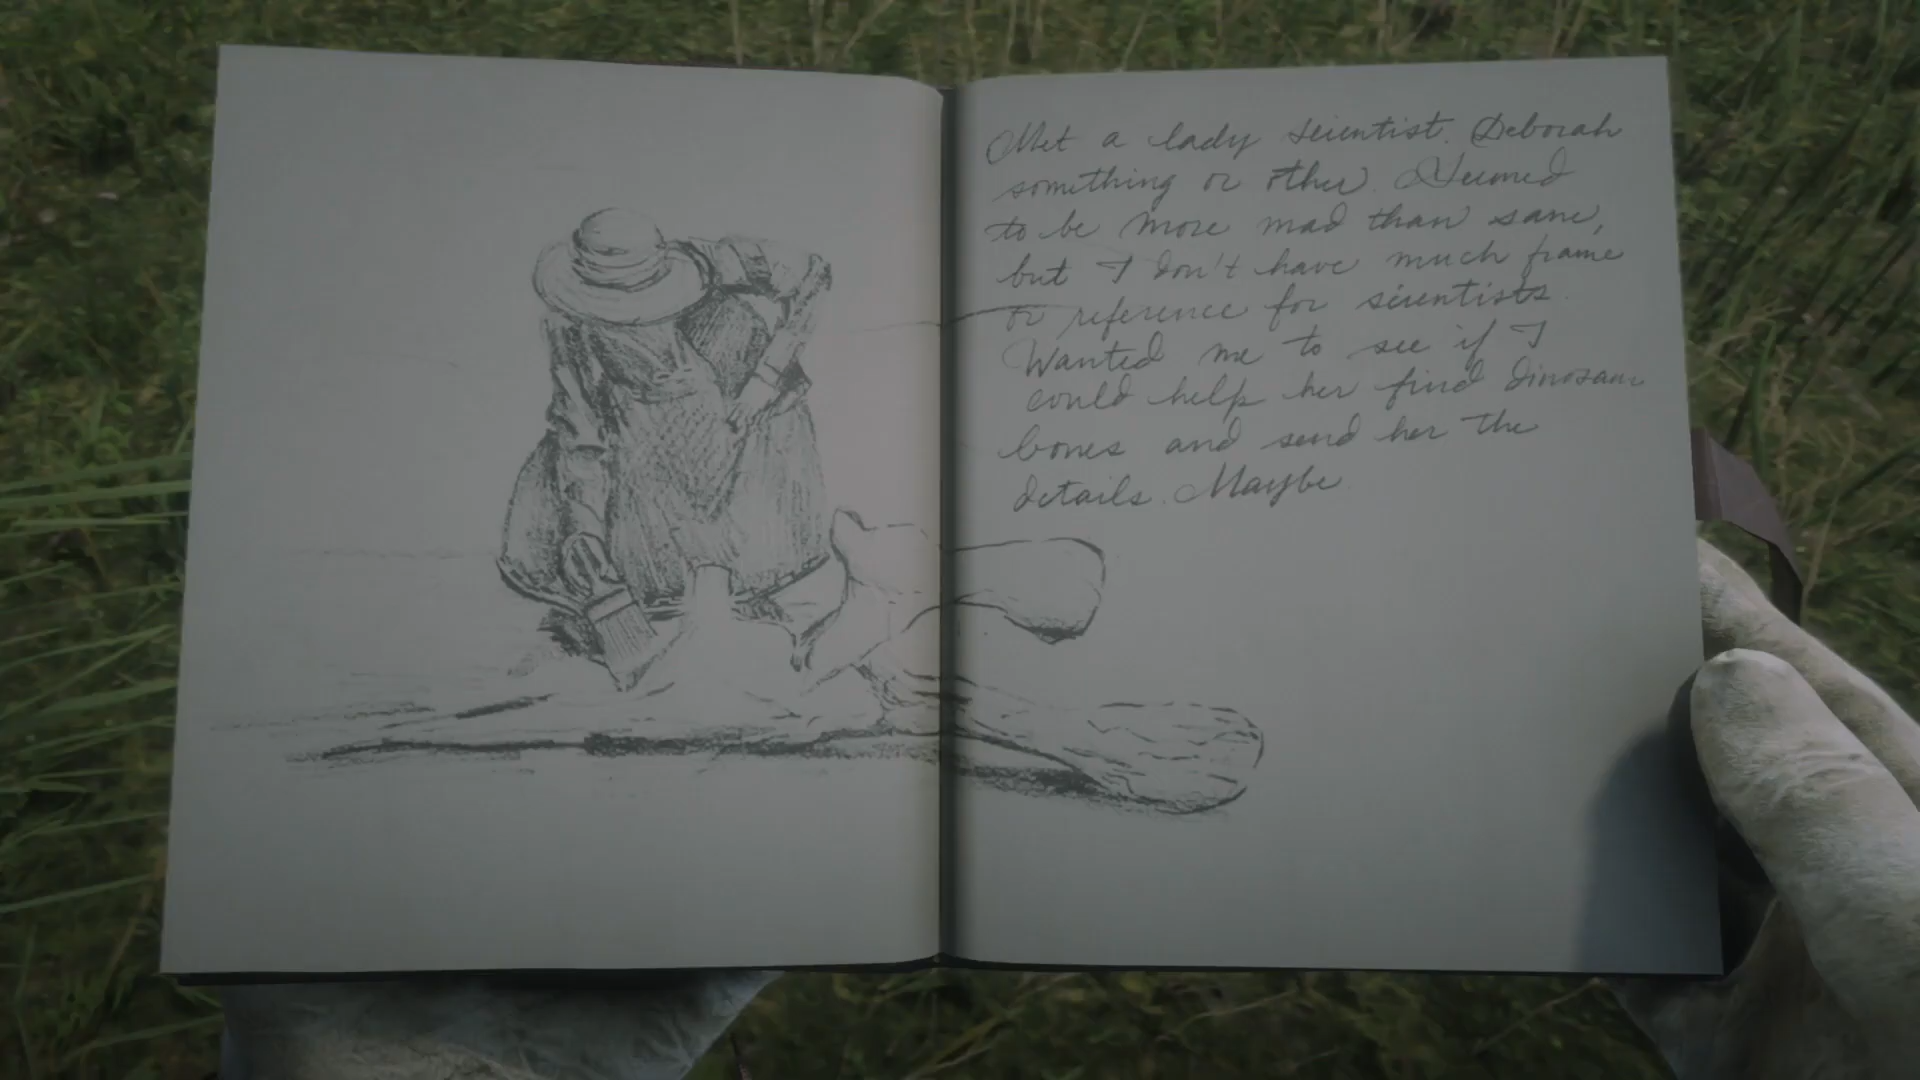 Met a lady scientist. Deborah
something or other. Seemed
to be more mad than sane,
but I don't have much frame
or reference for scientists.
Wanted me to see if I
could help her find dinosaur
bones and send her the
details. Maybe